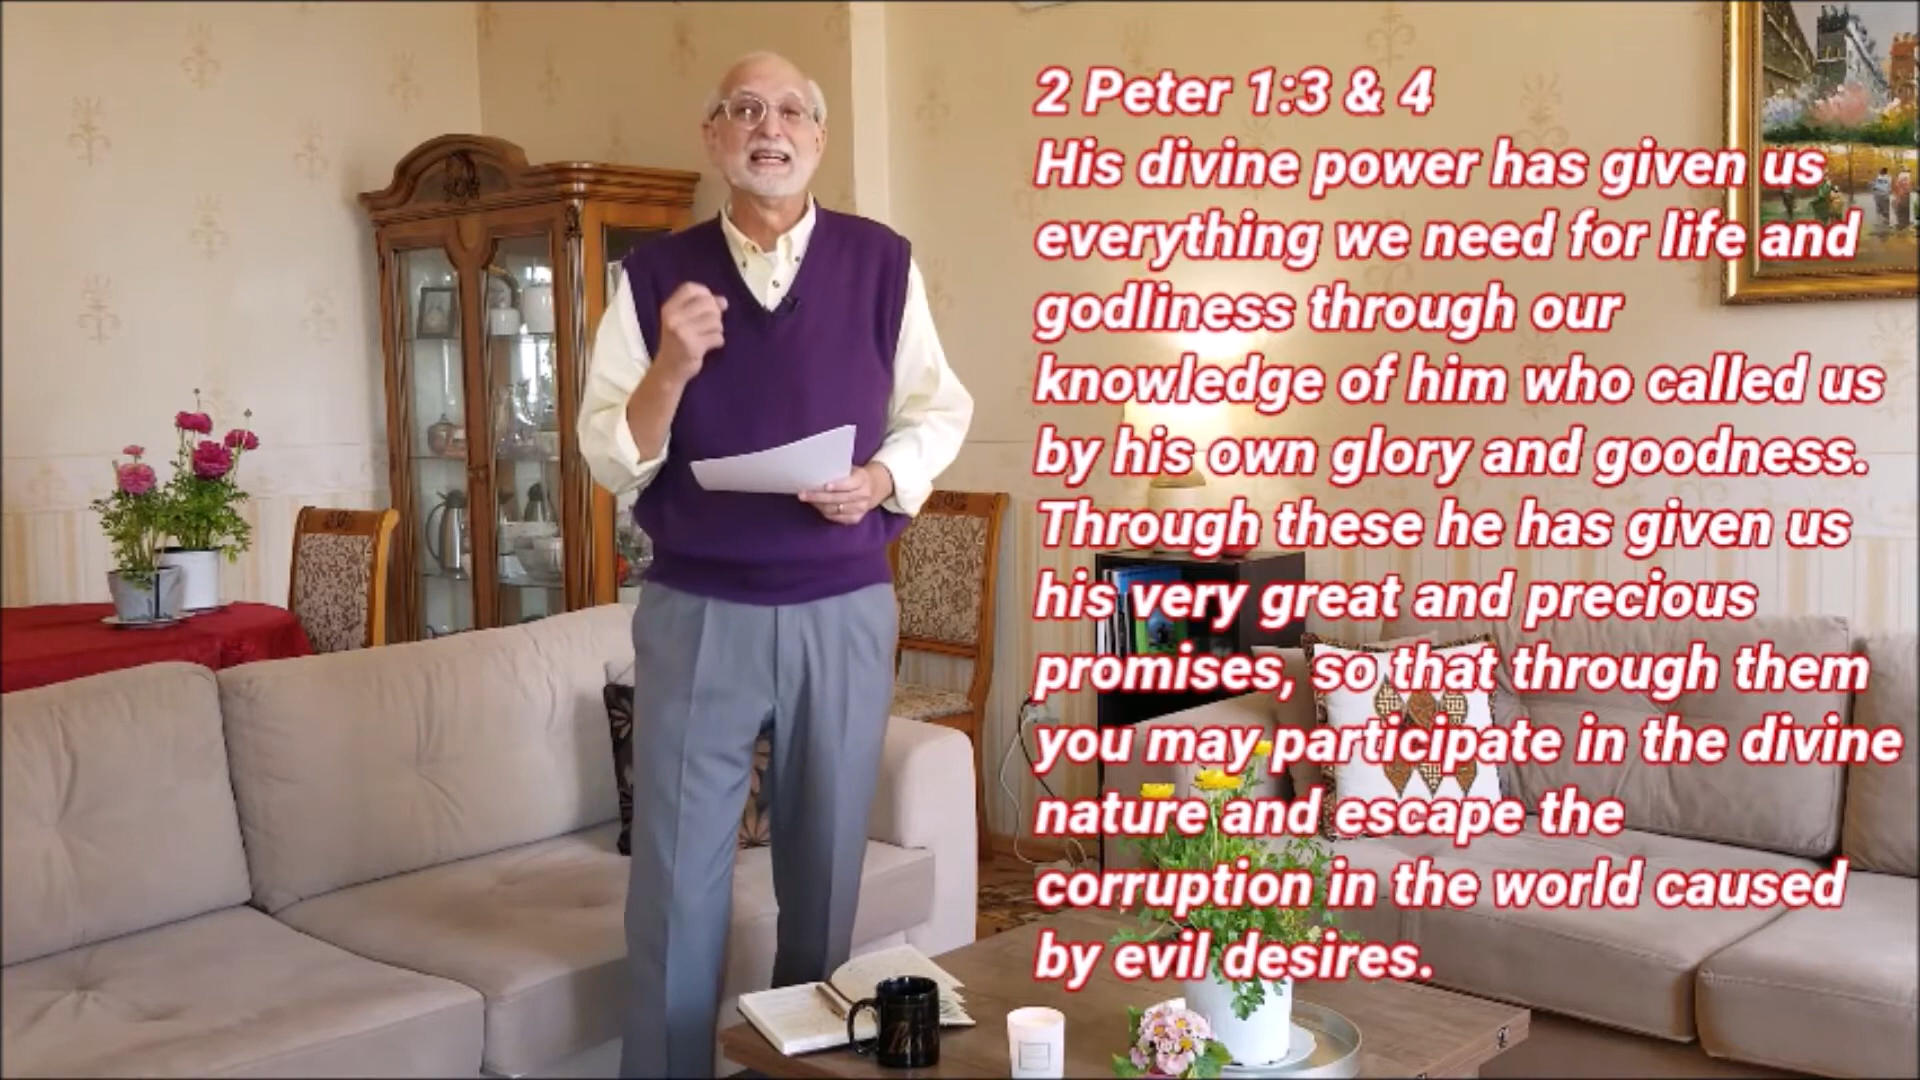 2 Peter 1:3 & 4
His divine power has given us
everything we need for life and
godliness through our
knowledge of him who called us
by his own glory and goodness.
Through these he has given us
his very great and precious
promises, so that through them
you may participate in the divine
nature and escape the
corruption in the world caused
by evil desires.